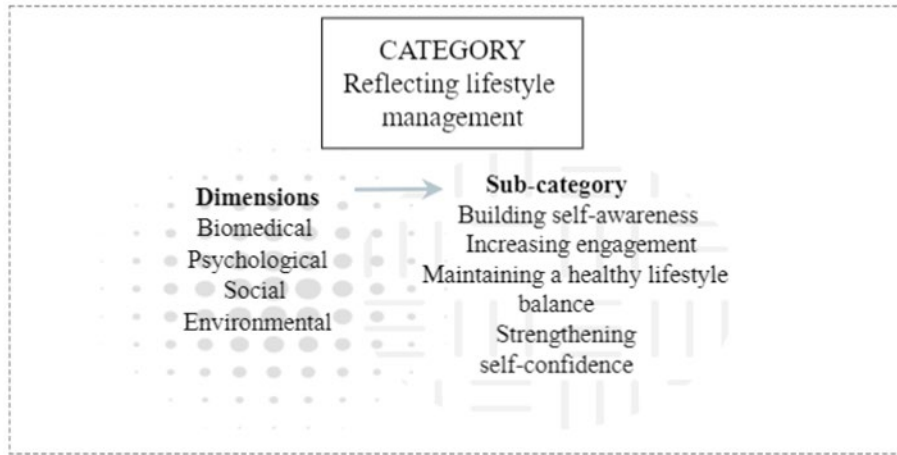 CATEGORY
Reflecting lifestyle
management
Dimensions
Biomedical
Psychological
Social
Environmental
Sub-category
Building self-awareness
Increasing engagement
Maintaining a healthy lifestyle
balance
Strengthening
self-confidence